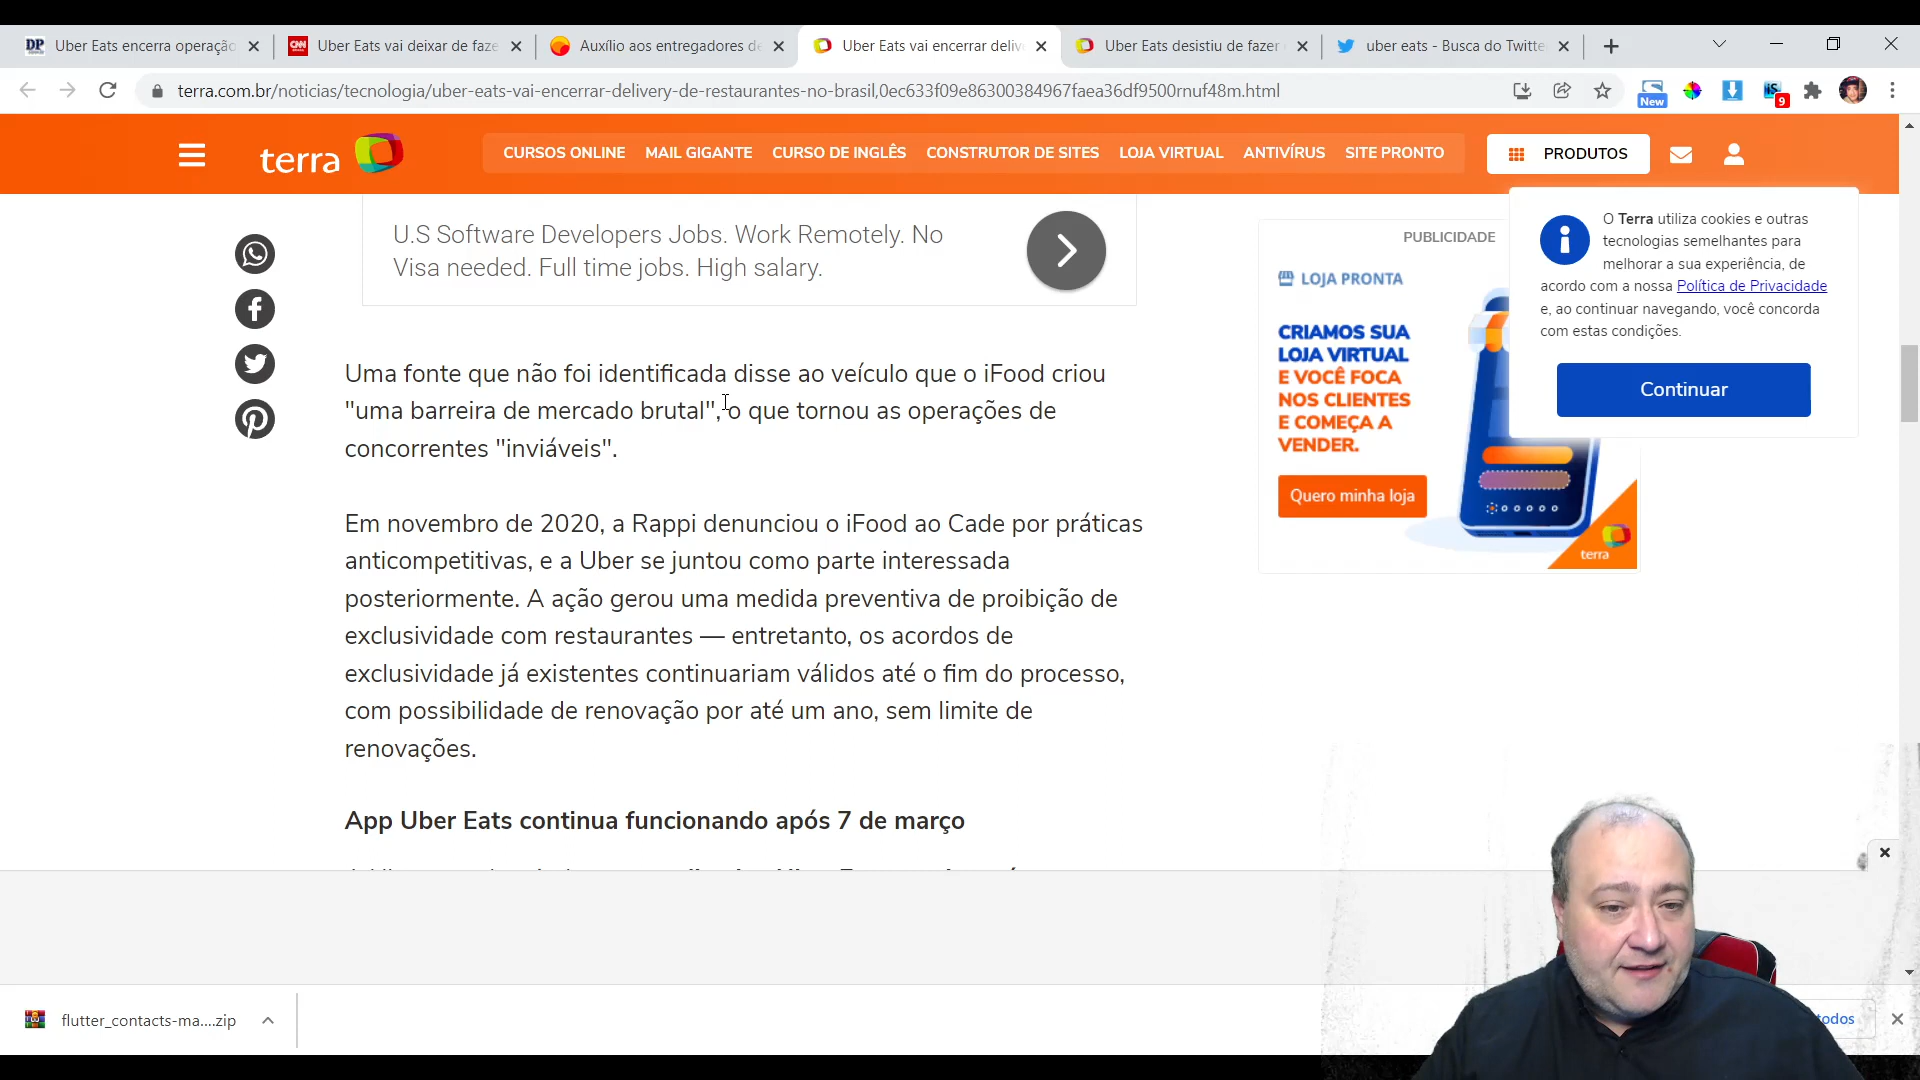 DP Uber Eats encerra operação
CNN Uber Eats vai deixar de faze
Auxílio aos entregadores de
Uber Eats vai encerrar deliv
Uber Eats desistiu de fazer
uber eats - Busca do Twitte
terra.com.br/noticias/tecnologia/uber-eats-vai-encerrar-delivery-de-restaurantes-no-brasil,0ec633f09e86300384967faea36df9500rnuf48m.html
New
9
terra
CURSOS ONLINE MAIL GIGANTE CURSO DE INGLÊS CONSTRUTOR DE SITES LOJA VIRTUAL ANTIVÍRUS SITE PRONTO
PRODUTOS
U.S Software Developers Jobs. Work Remotely. No
Visa needed. Full time jobs. High salary.
Uma fonte que não foi identificada disse ao veículo que o iFood criou
"uma barreira de mercado brutal", o que tornou as operações de
concorrentes "inviáveis".
Em novembro de 2020, a Rappi denunciou o iFood ao Cade por práticas
anticompetitivas, e a Uber se juntou como parte interessada
posteriormente. A ação gerou uma medida preventiva de proibição de
exclusividade com restaurantes — entretanto, os acordos de
exclusividade já existentes continuariam válidos até o fim do processo,
com possibilidade de renovação por até um ano, sem limite de
renovações.
App Uber Eats continua funcionando após 7 de março
PUBLICIDADE
LOJA PRONTA
CRIAMOS SUA
LOJA VIRTUAL
E VOCÊ FOCA
NOS CLIENTES
E COMEÇA A
VENDER.
Quero minha loja
terra
O Terra utiliza cookies e outras
tecnologias semelhantes para
melhorar a sua experiência, de
acordo com a nossa Política de Privacidade
e, ao continuar navegando, você concorda
com estas condições.
Continuar
flutter_contacts-ma....zip
todos